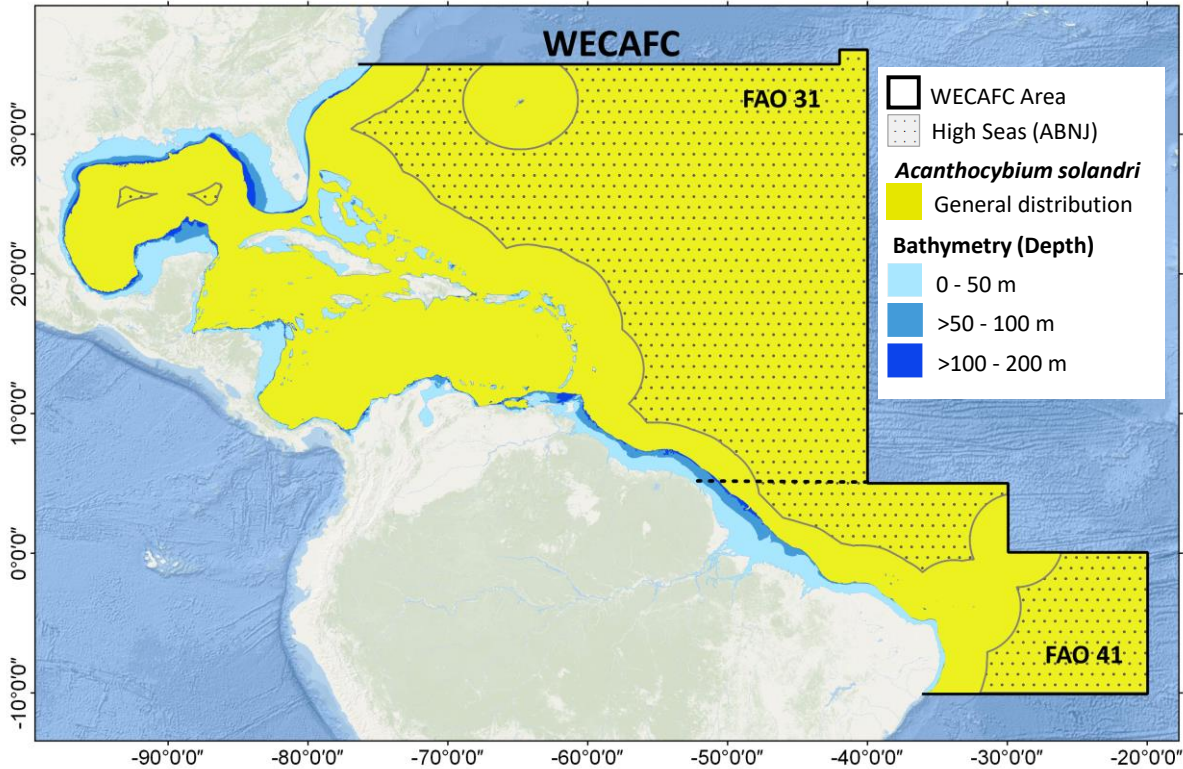 WECAFC
FAO 31
WECAFC Area
High Seas (ABNJ)
Acanthocybium solandri
General distribution
Bathymetry (Depth)
0 - 50 m
>50 - 100 m
>100 - 200 m
FAO 41
30°0'0"
20°0'0"
10°0'0"
0°0'0"
-10°0'0"
-90°0'0"
-80°0'0"
-70°0'0"
-60°0'0"
-50°0'0"
-40°0'0"
-30°0'0"
-20°0'0"